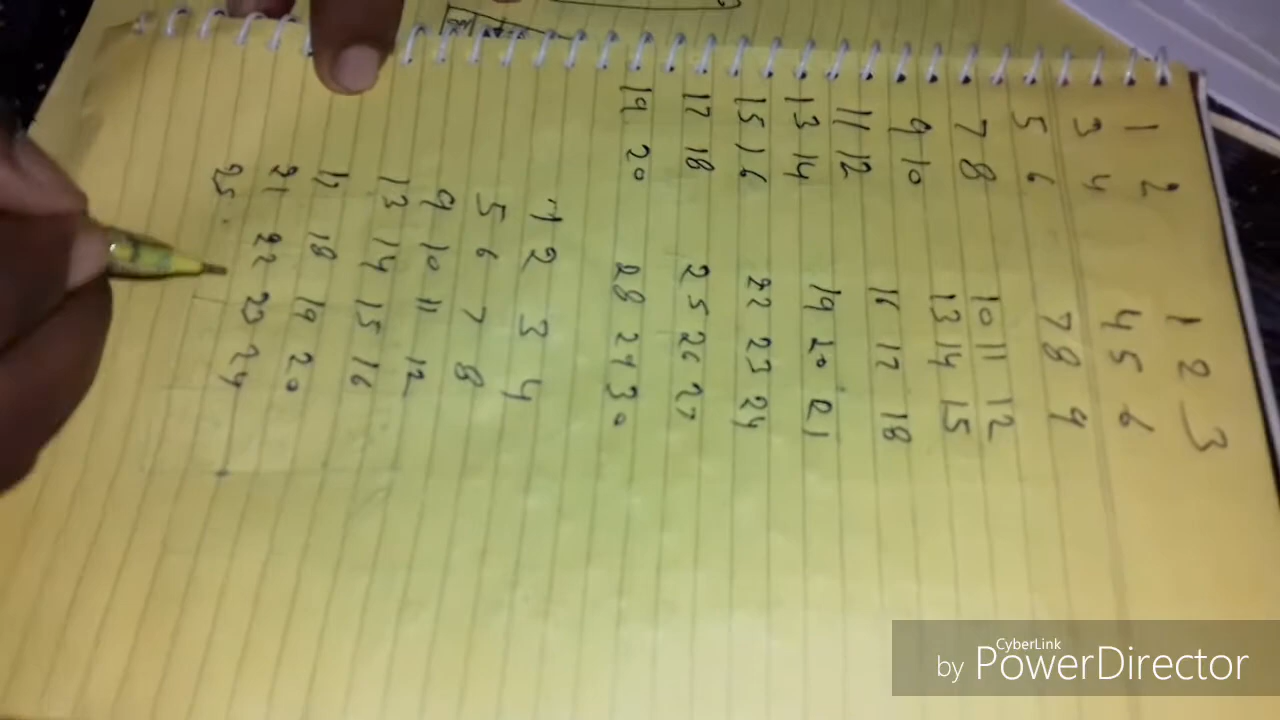 1 2
3 4
5 6
7 8
9 10
11 12
13 14
15 16
17 18
19 20
1 2 3
4 5 6
7 8 9
10 11 12
13 14 15
16 17 18
19 20 21
22 23 24
25 26 27
28 29 30
1 2 3 4
5 6 7 8
9 10 11 12
13 14 15 16
17 18 19 20
21 22 23 24
25
CyberLink
by PowerDirector